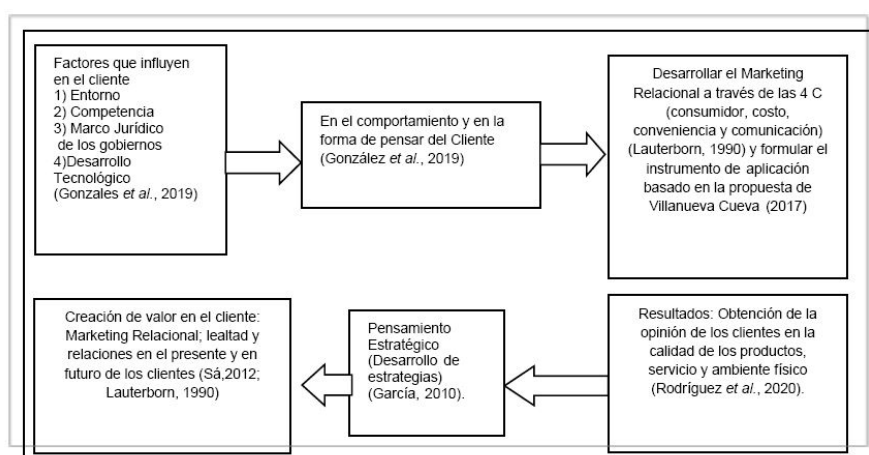 Factores que influyen
en el cliente
1) Entorno
2) Competencia
3) Marco Jurídico
de los gobiernos
4)Desarrollo
Tecnológico
(Gonzales et al., 2019)
En el comportamiento y en la
forma de pensar del Cliente
(González et al., 2019)
Desarrollar el Marketing
Relacional a través de las 4 C
(consumidor, costo,
conveniencia y comunicación)
(Lauterborn, 1990) y formular el
instrumento de aplicación
basado en la propuesta de
Villanueva Cueva (2017)
Creación de valor en el cliente:
Marketing Relacional; lealtad y
relaciones en el presente y en
futuro de los clientes (Sá,2012;
Lauterborn, 1990)
Pensamiento
Estratégico
(Desarrollo de
estrategias)
(García, 2010).
Resultados: Obtención de la
opinión de los clientes en la
calidad de los productos,
servicio y ambiente físico
(Rodríguez et al., 2020).